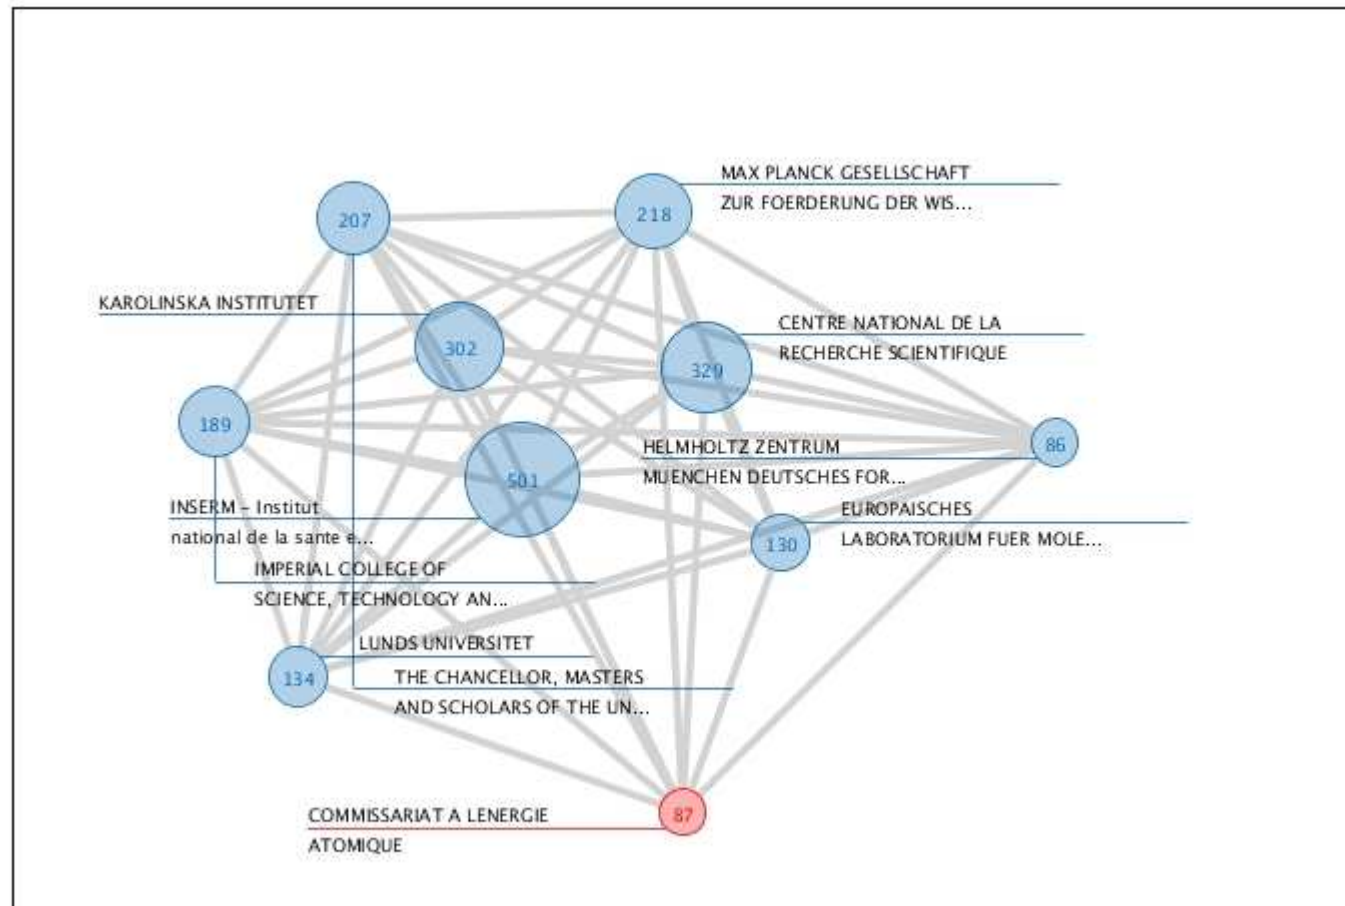 MAX PLANCK GESELLSCHAFT
ZUR FOERDERUNG DER WIS...
207
218
KAROLINSKA INSTITUTET
302
CENTRE NATIONAL DE LA
RECHERCHE SCIENTIFIQUE
329
189
86
HELMHOLTZ ZENTRUM
MUENCHEN DEUTSCHES FOR...
501
INSERM – Institut
national de la sante e...
EUROPAISCHES
LABORATORIUM FUER MOLE...
130
IMPERIAL COLLEGE OF
SCIENCE, TECHNOLOGY AN...
LUNDS UNIVERSITET
134
THE CHANCELLOR, MASTERS
AND SCHOLARS OF THE UN...
COMMISSARIAT A LENERGIE
ATOMIQUE
87